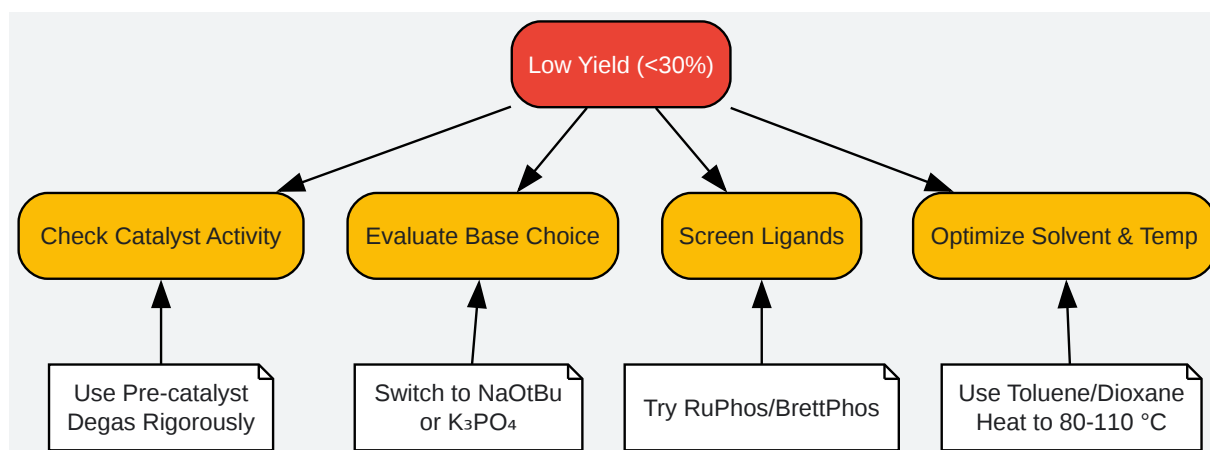 Low Yield (<30%)
Check Catalyst Activity
Evaluate Base Choice
Screen Ligands
Optimize Solvent & Temp
Use Pre-catalyst
Degas Rigorously
Switch to NaOtBu
or K₃PO₄
Try RuPhos/BrettPhos
Use Toluene/Dioxane
Heat to 80-110 °C